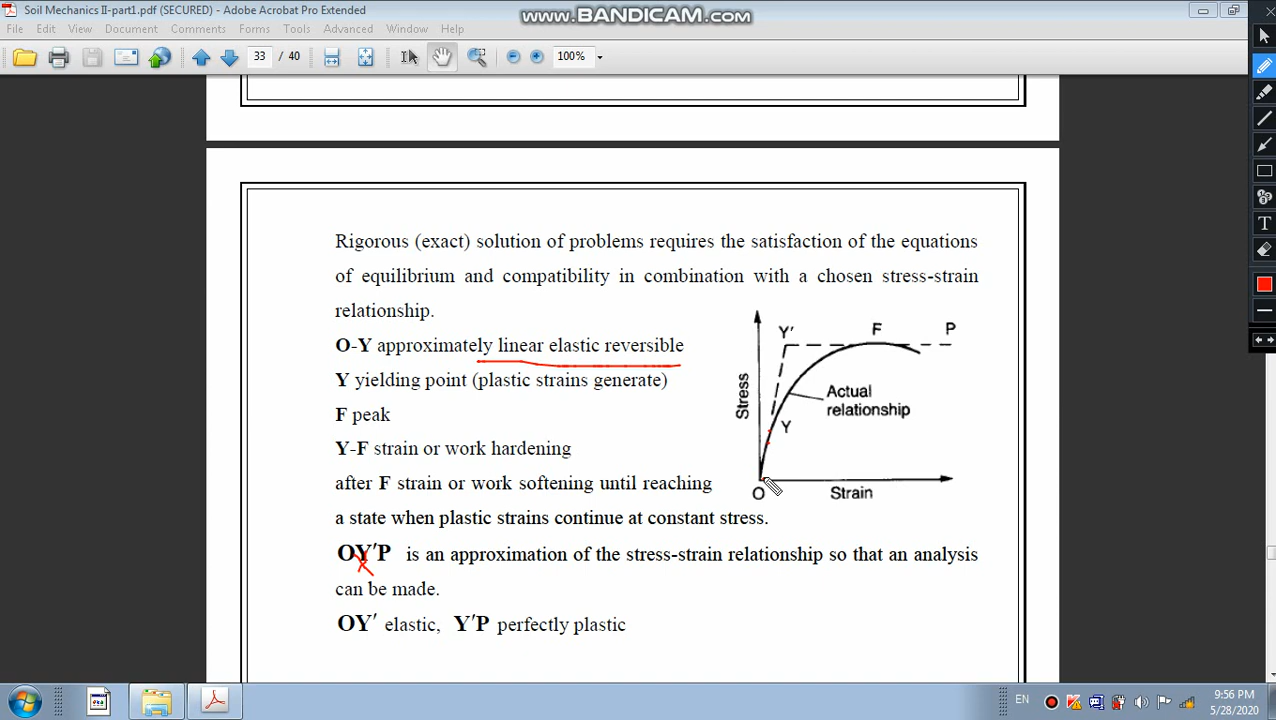 Soil Mechanics II-part1.pdf (SECURED) - Adobe Acrobat Pro Extended
www.BANDICAM.com
File Edit View Document Comments Forms Tools Advanced Window Help
33 / 40 100%
Rigorous (exact) solution of problems requires the satisfaction of the equations
of equilibrium and compatibility in combination with a chosen stress-strain
relationship.
O-Y approximately linear elastic reversible
Y yielding point (plastic strains generate)
F peak
Y-F strain or work hardening
after F strain or work softening until reaching
a state when plastic strains continue at constant stress.
OY'P is an approximation of the stress-strain relationship so that an analysis
can be made.
OY' elastic, Y'P perfectly plastic
Y' F P
Stress
Actual
relationship
Y
O
Strain
T
EN
9:56 PM
5/28/2020